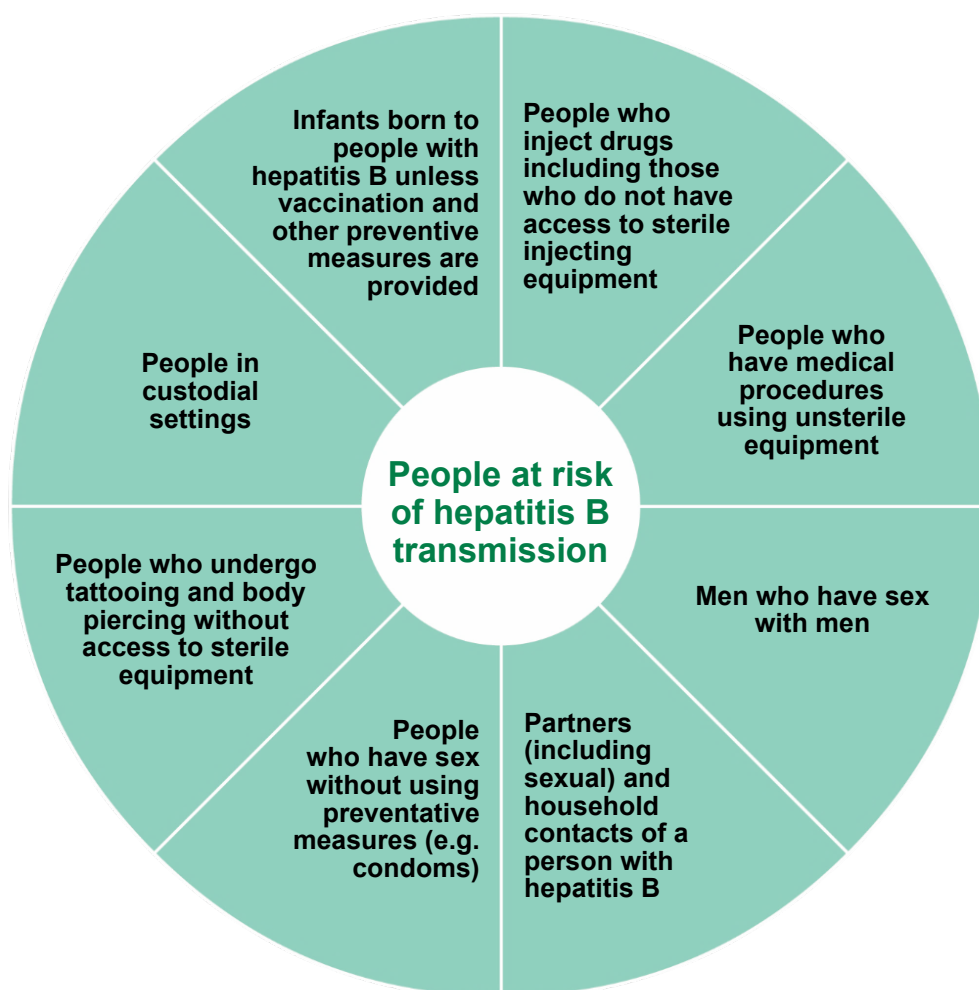 People at risk
of hepatitis B
transmission
People who
inject drugs
including those
who do not have
access to sterile
injecting
equipment
People who
have medical
procedures
using unsterile
equipment
Men who have sex
with men
Partners
(including
sexual) and
household
contacts of a
person with
hepatitis B
People
who have sex
without using
preventative
measures (e.g.
condoms)
People who undergo
tattooing and body
piercing without
access to sterile
equipment
People in
custodial
settings
Infants born to
people with
hepatitis B unless
vaccination and
other preventive
measures are
provided